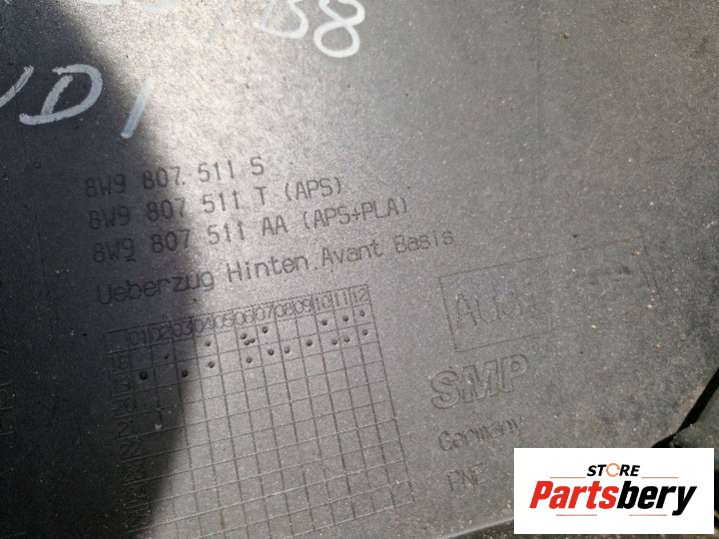 B8
UDI
8W9 807. 511 S
8W9 807 511 T (APS)
8W9 807 511 AA (APS+PLA)
Ueberzug Hinten.Avant Basis
01 02 03 04 05 06 07 08 09 10 11 12
SMP
Germany
STORE
Partsbery